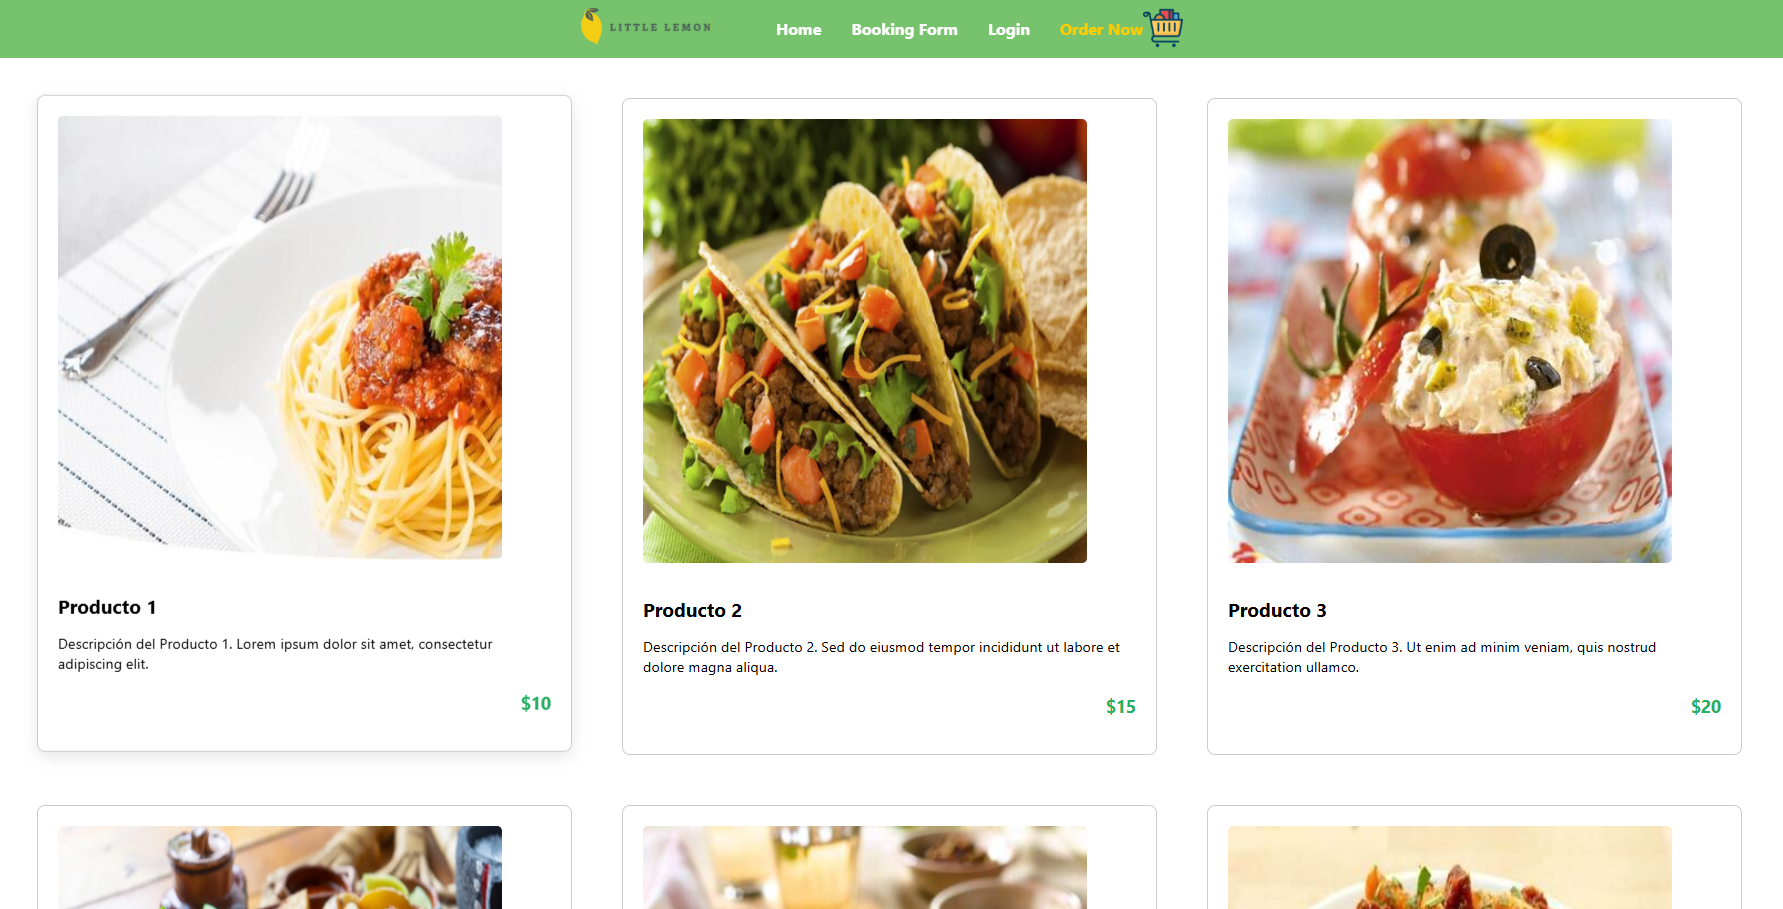 LITTLE LEMON
Home
Booking Form
Login
Order Now
Producto 1
Descripción del Producto 1. Lorem ipsum dolor sit amet, consectetur
adipiscing elit.
$10
Producto 2
Descripción del Producto 2. Sed do eiusmod tempor incididunt ut labore et
dolore magna aliqua.
$15
Producto 3
Descripción del Producto 3. Ut enim ad minim veniam, quis nostrud
exercitation ullamco.
$20